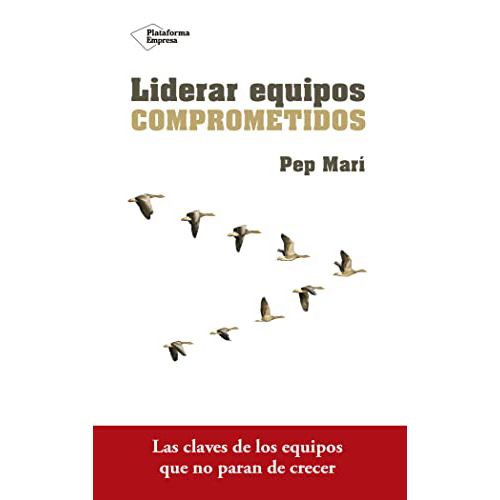 Plataforma
Empresa
Liderar equipos
COMPROMETIDOS
Pep Marí
Las claves de los equipos
que no paran de crecer